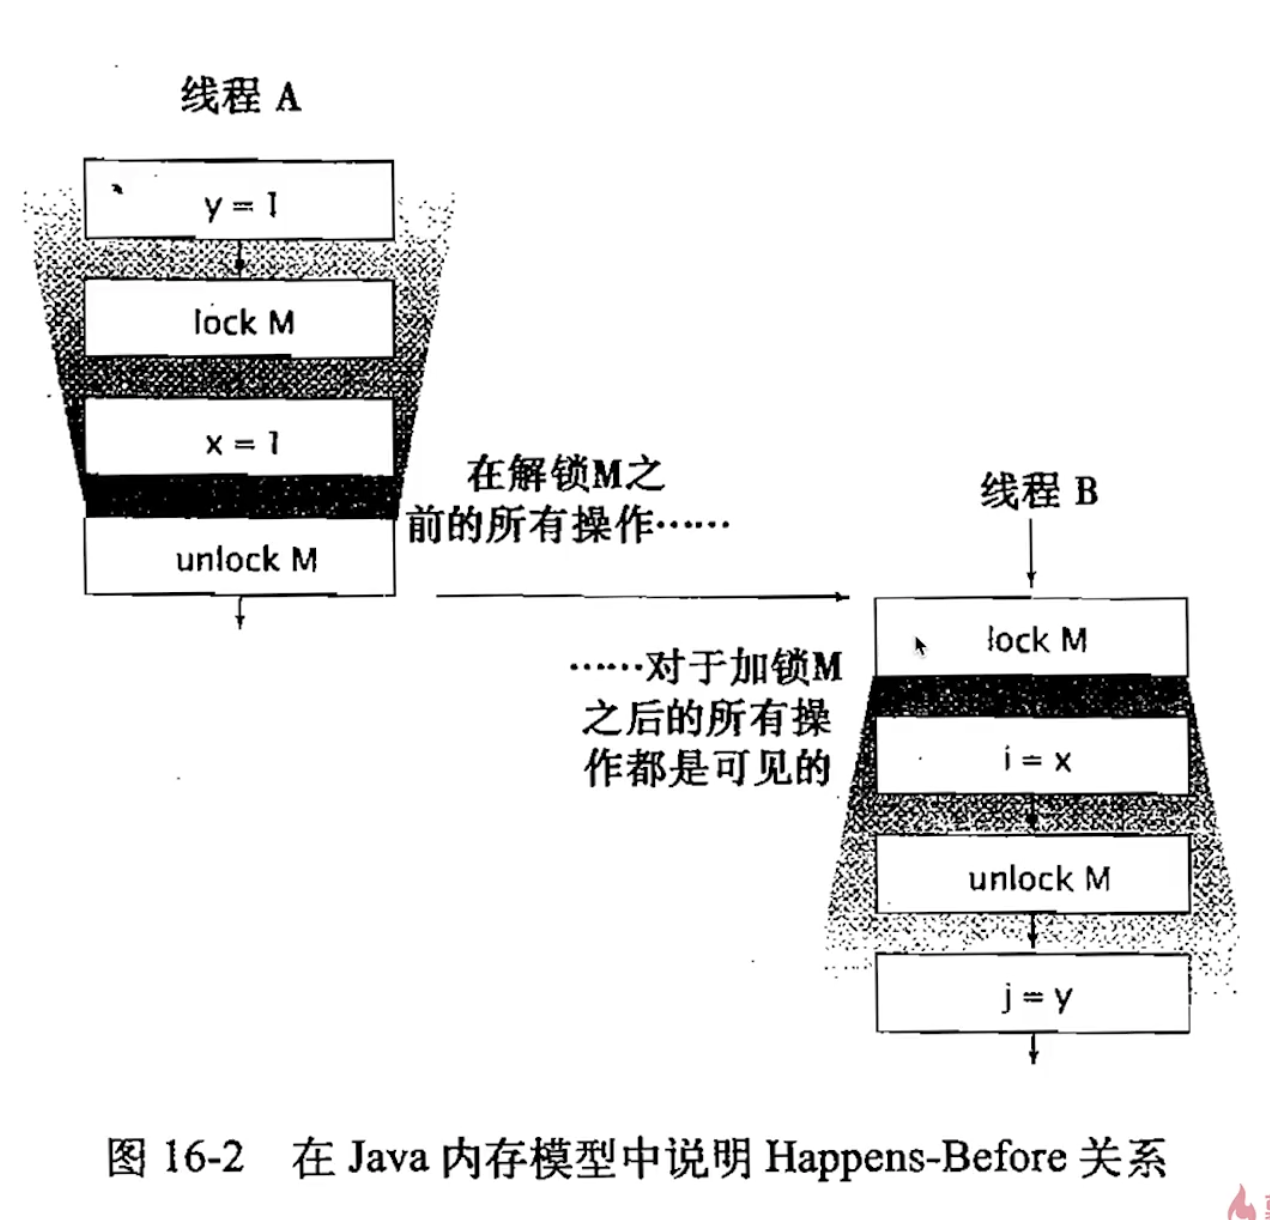 线程 A
y = 1
lock M
x = 1
unlock M
在解锁M之
前的所有操作……
线程 B
lock M
……对于加锁M
之后的所有操
作都是可见的
i = x
unlock M
j = y
图 16-2 在 Java 内存模型中说明 Happens-Before 关系